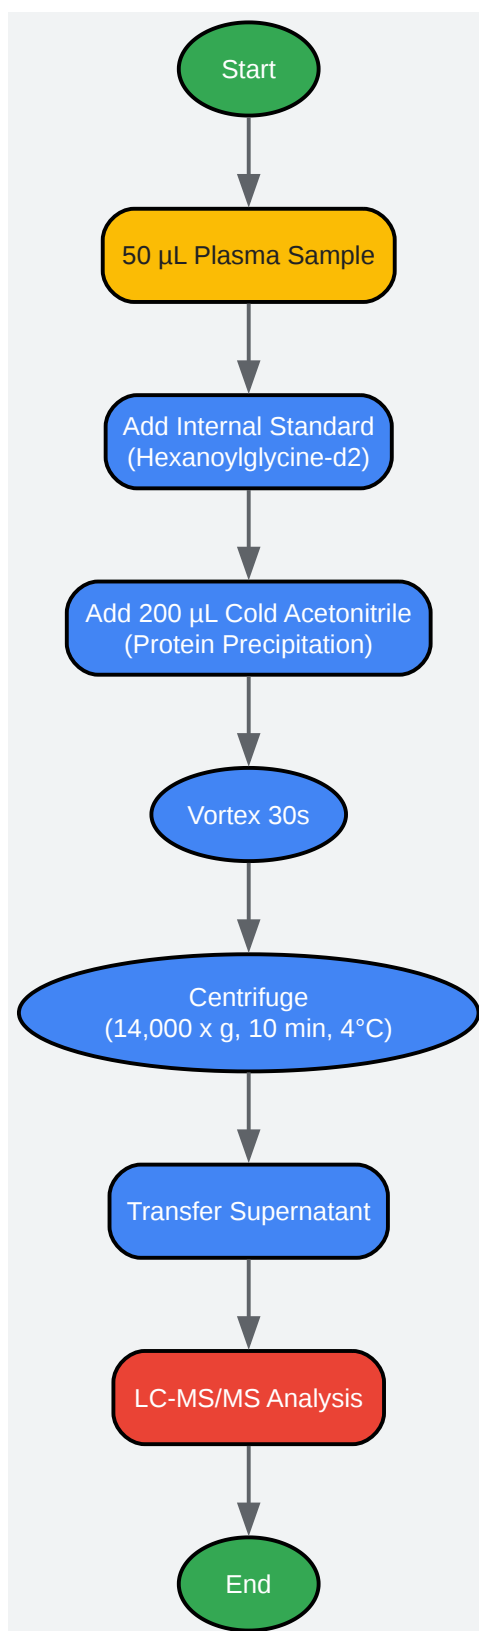 Start
50 µL Plasma Sample
Add Internal Standard
(Hexanoylglycine-d2)
Add 200 µL Cold Acetonitrile
(Protein Precipitation)
Vortex 30s
Centrifuge
(14,000 x g, 10 min, 4°C)
Transfer Supernatant
LC-MS/MS Analysis
End